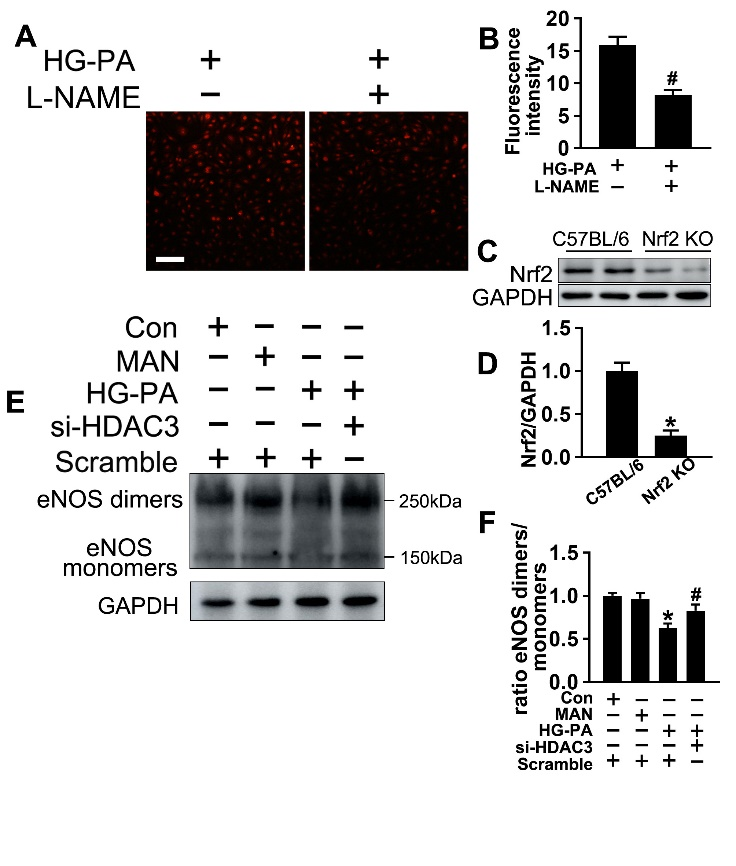 A
HG-PA + +
L-NAME − +
B
Fluorescence
intensity
20
15
10
5
0
HG-PA + +
L-NAME − +
C
C57BL/6 Nrf2 KO
Nrf2
GAPDH
D
Nrf2/GAPDH
1.5
1.0
0.5
0.0
*
C57BL/6 Nrf2 KO
E
Con + − − −
MAN − + − −
HG-PA − − + +
si-HDAC3 − − − +
Scramble + + + −
eNOS dimers
250kDa
eNOS
monomers
150kDa
GAPDH
F
ratio eNOS dimers/
monomers
1.5
1.0
0.5
0.0
* #
Con + − − −
MAN − + − −
HG-PA − − + +
si-HDAC3 − − − +
Scramble + + + −